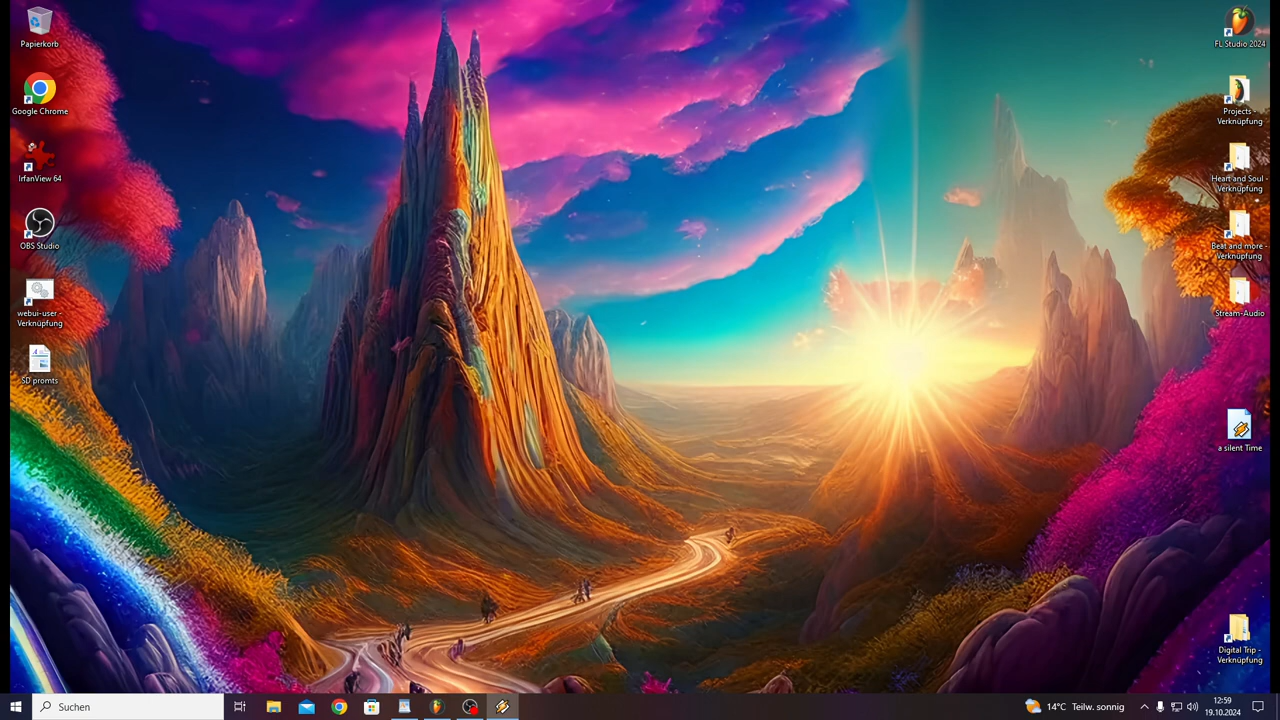 Papierkorb
Google Chrome
IrfanView 64
OBS Studio
webui-user -
Verknüpfung
SD promts
FL Studio 2024
Projects -
Verknüpfung
Heart and Soul -
Verknüpfung
Beat and more -
Verknüpfung
Stream-Audio
a silent Time
Digital Trip -
Verknüpfung
Suchen
14°C Teilw. sonnig
12:59
19.10.2024